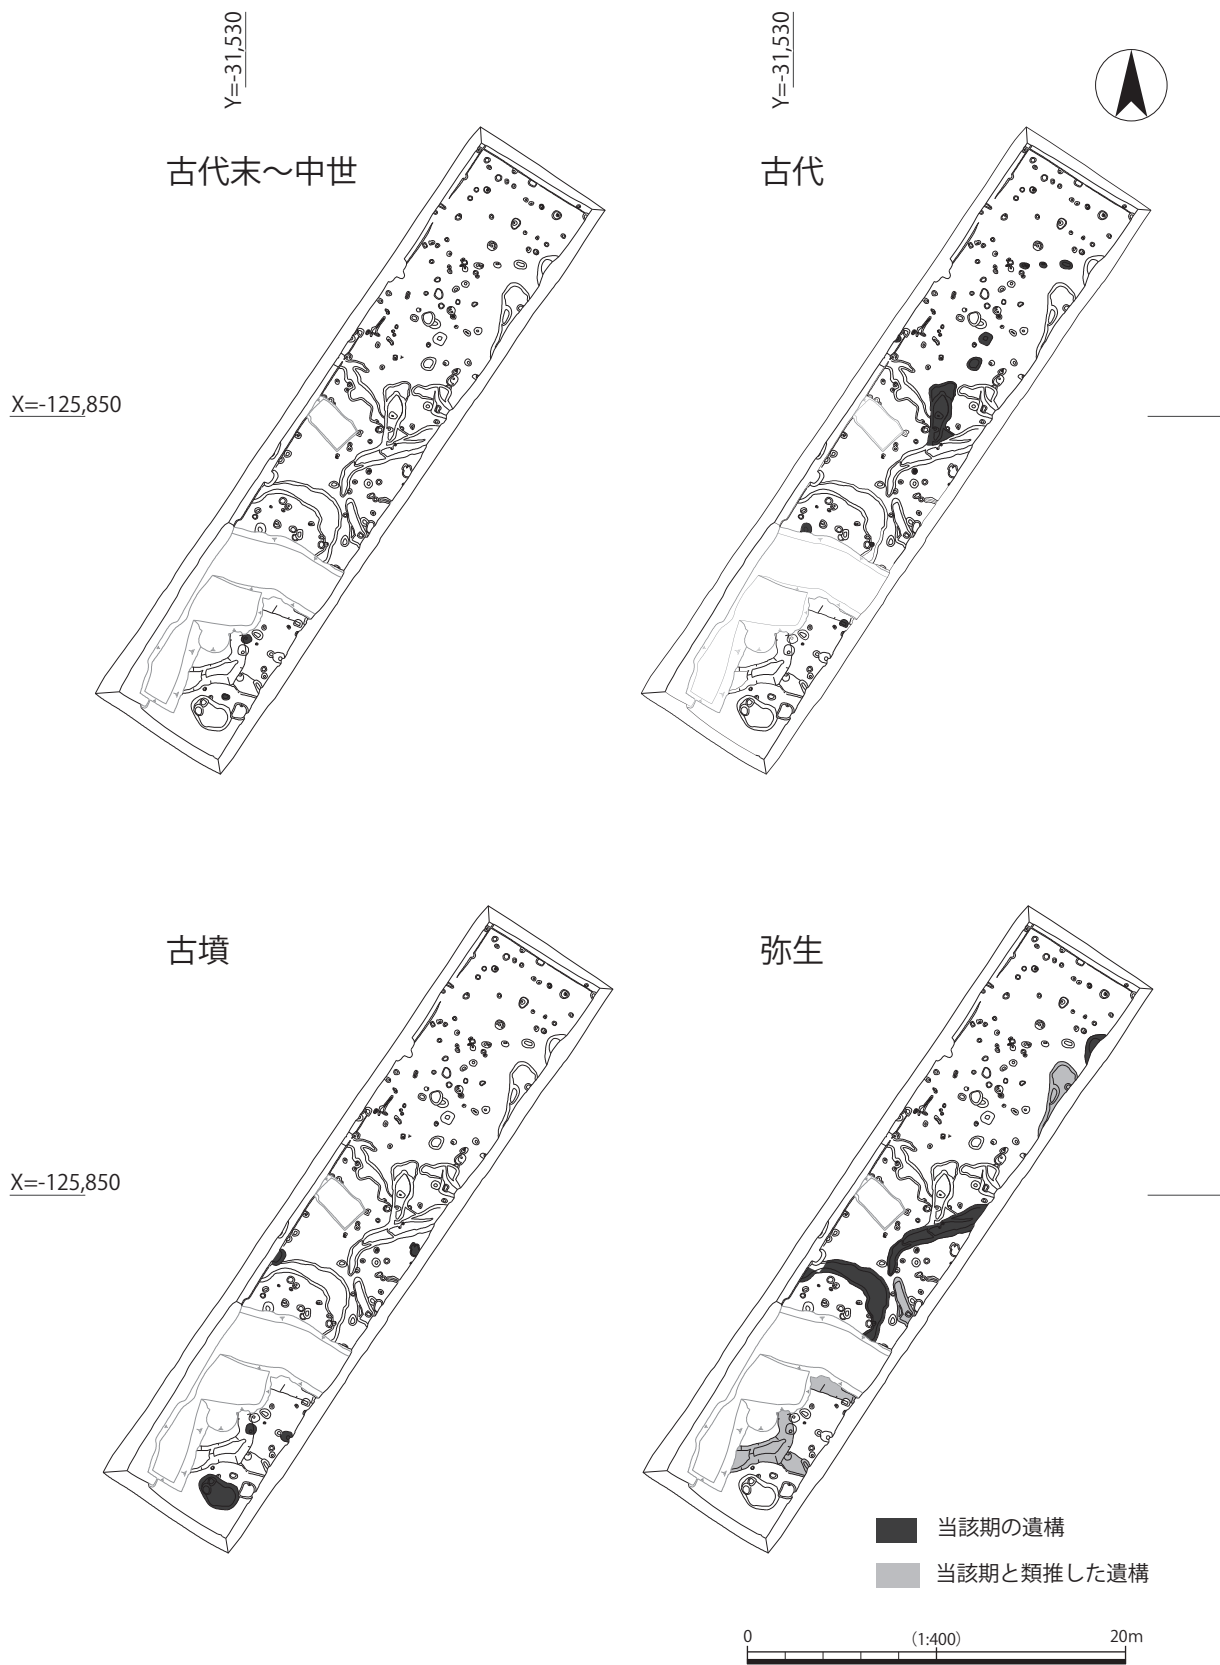 Y=-31,530
Y=-31,530
古代末～中世
古代
X=-125,850
古墳
弥生
X=-125,850
当該期の遺構
当該期と類推した遺構
0 (1:400) 20m